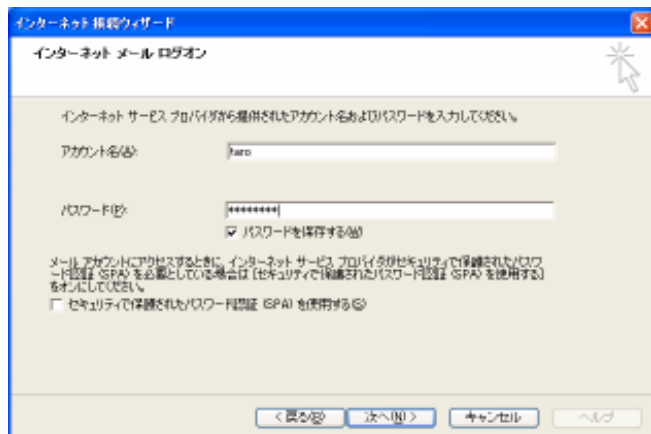 インターネット接続ウィザード
インターネット メール ログオン
インターネット サービス プロバイダから提供されたアカウント名およびパスワードを入力してください。
アカウント名(A):
taro
パスワード(P):
********
パスワードを保存する(W)
メール アカウントにアクセスするときに、インターネット サービス プロバイダがセキュリティで保護されたパスワ
ード認証 (SPA) を必要としている場合は [セキュリティで保護されたパスワード認証 (SPA) を使用する]
をオンにしてください。
セキュリティで保護されたパスワード認証 (SPA) を使用する(S)
< 戻る(B) 次へ(N) > キャンセル ヘルプ